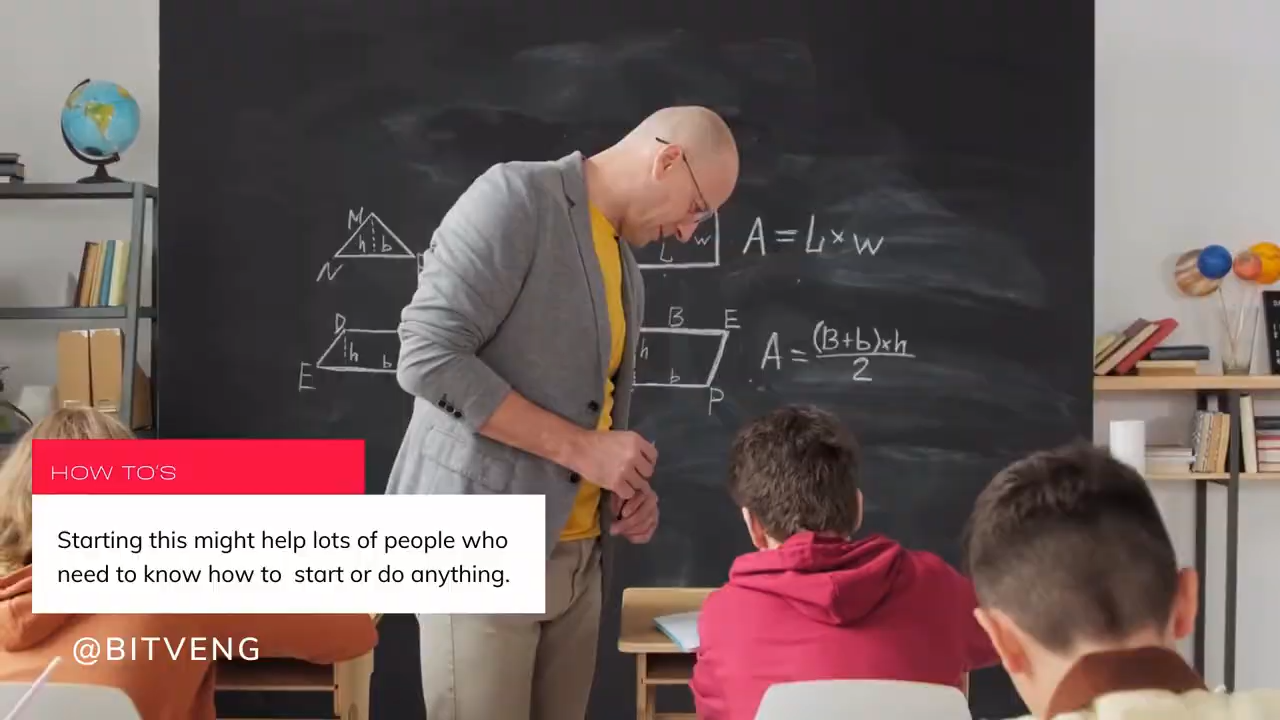 M
h b
N
w
L
A = L x w
D
h b
E
B E
h
b
P
A = (B+b)xh
2
HOW TO'S
Starting this might help lots of people who
need to know how to  start or do anything.
@BITVENG